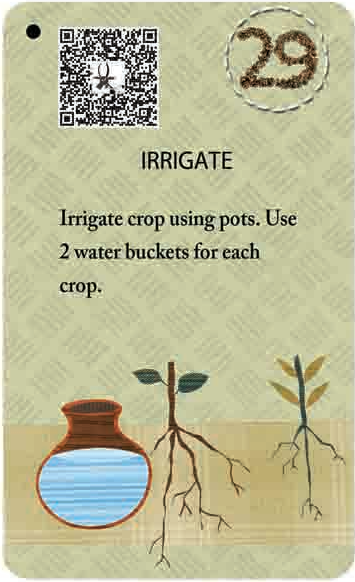 29
IRRIGATE
Irrigate crop using pots. Use
2 water buckets for each
crop.